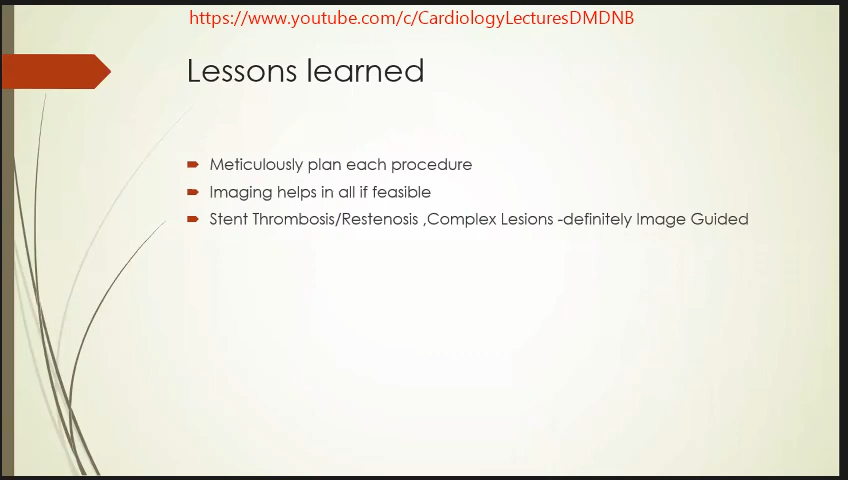 https://www.youtube.com/c/CardiologyLecturesDMDNB
Lessons learned
Meticulously plan each procedure
Imaging helps in all if feasible
Stent Thrombosis/Restenosis ,Complex Lesions -definitely Image Guided